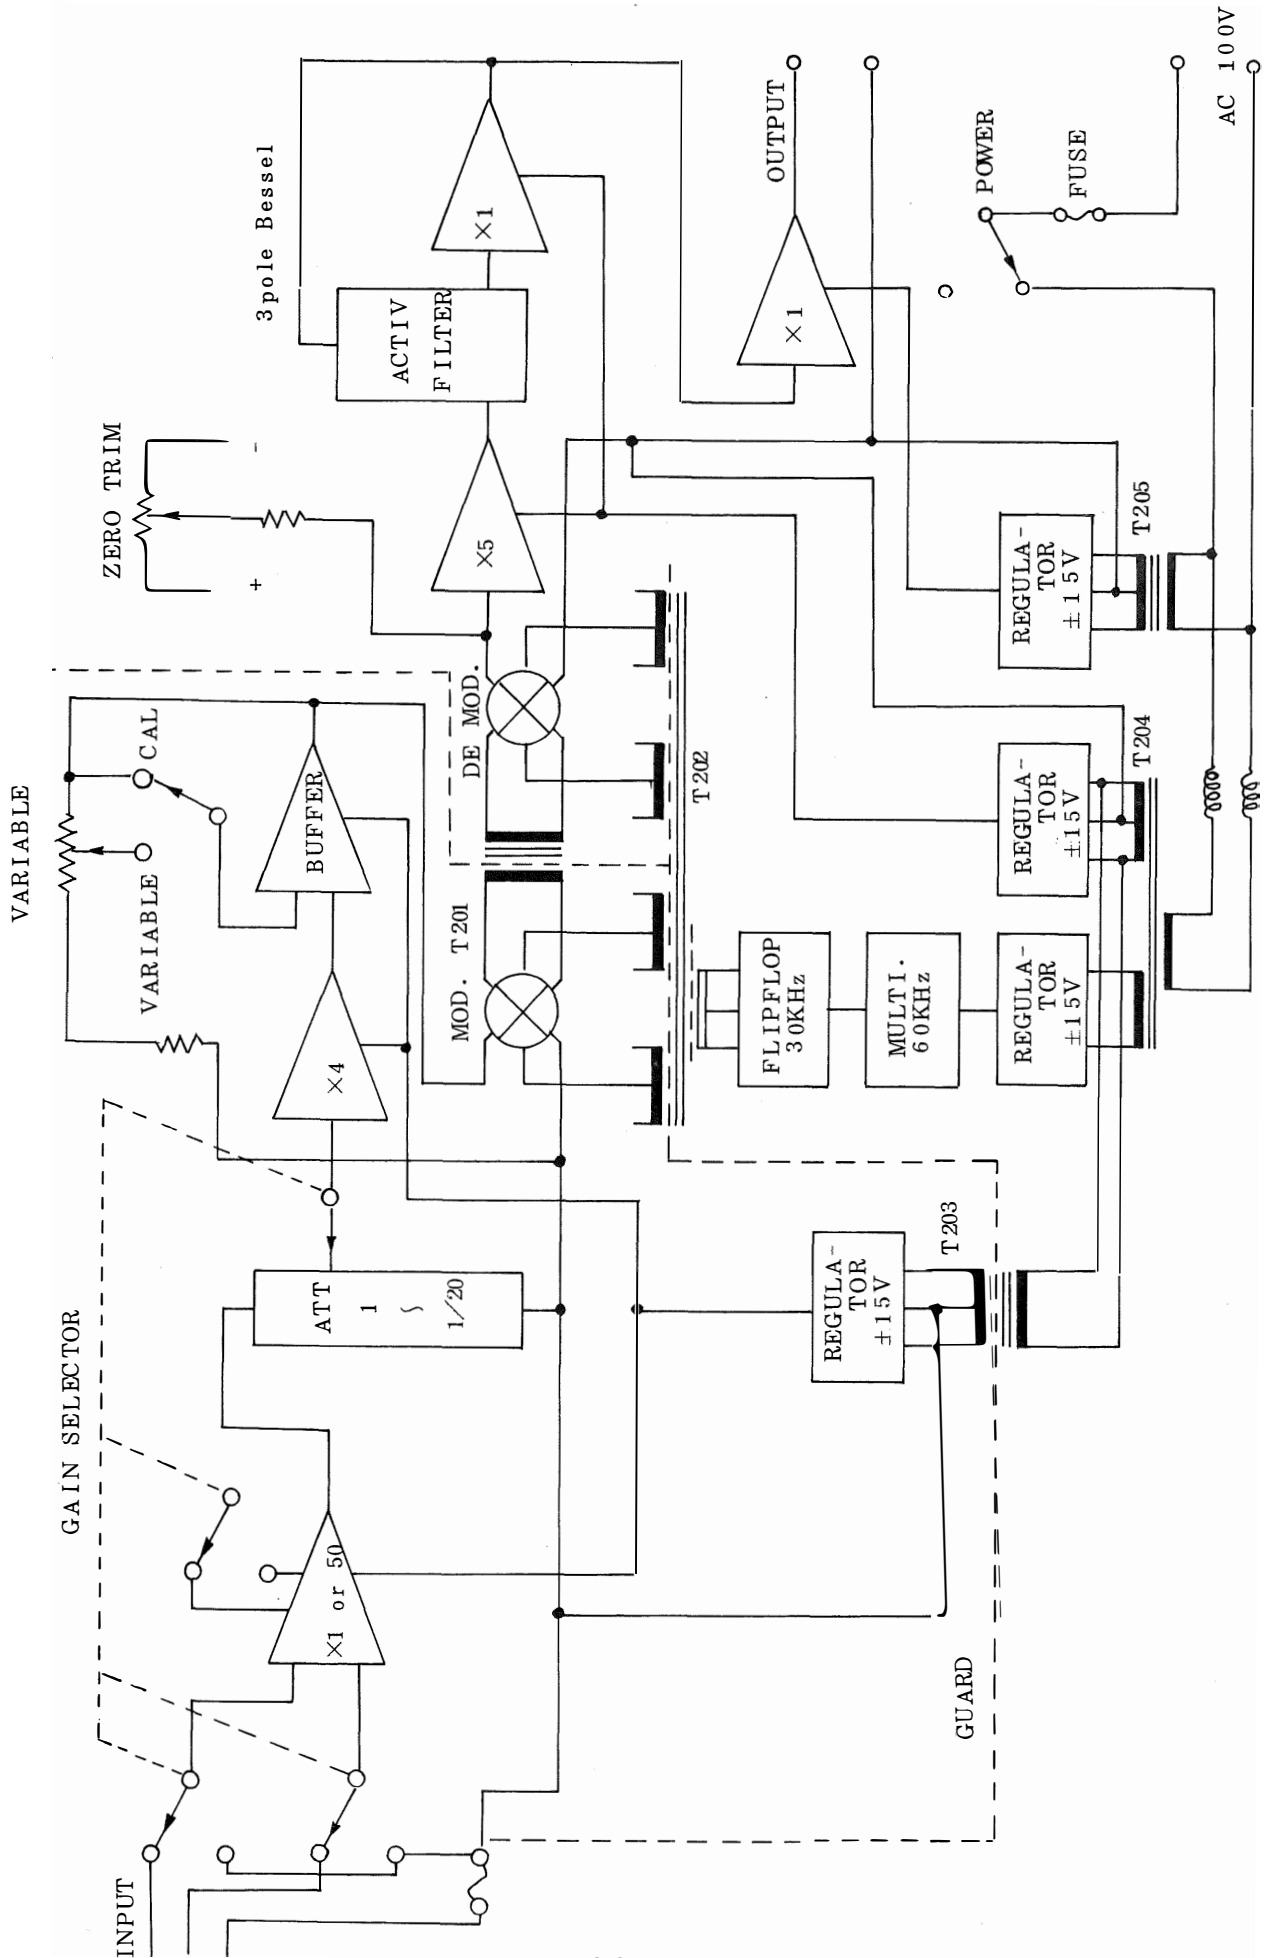 INPUT
GAIN SELECTOR
×1 or 50
ATT
1
∫
1/20
×4
VARIABLE
VARIABLE
CAL
BUFFER
MOD.
T201
DE MOD.
ZERO TRIM
+
-
×5
ACTIV
FILTER
3pole Bessel
×1
×1
OUTPUT
T202
FLIPFLOP
30KHz
MULTI.
60KHz
REGULA-
TOR
±15V
REGULA-
TOR
±15V
T204
REGULA-
TOR
±15V
T205
REGULA-
TOR
±15V
T203
GUARD
POWER
FUSE
AC 100V